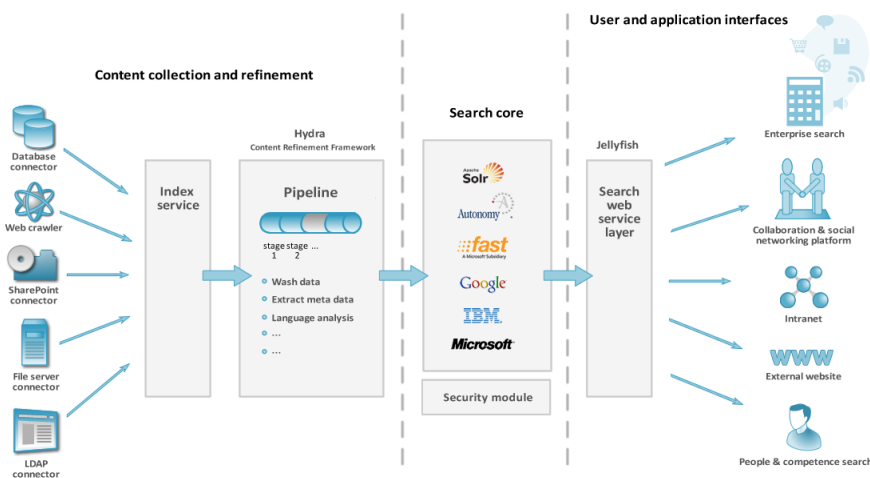 User and application interfaces
Content collection and refinement
Search core
Database
connector
Web crawler
SharePoint
connector
File server
connector
LDAP
connector
Index
service
Hydra
Content Refinement Framework
Pipeline
stage stage ...
1 2
Wash data
Extract meta data
Language analysis
...
...
Apache
Solr
Autonomy
fast
A Microsoft Subsidiary
Google
IBM
Microsoft
Security module
Jellyfish
Search
web
service
layer
Enterprise search
Collaboration & social
networking platform
Intranet
WWW
External website
People & competence search